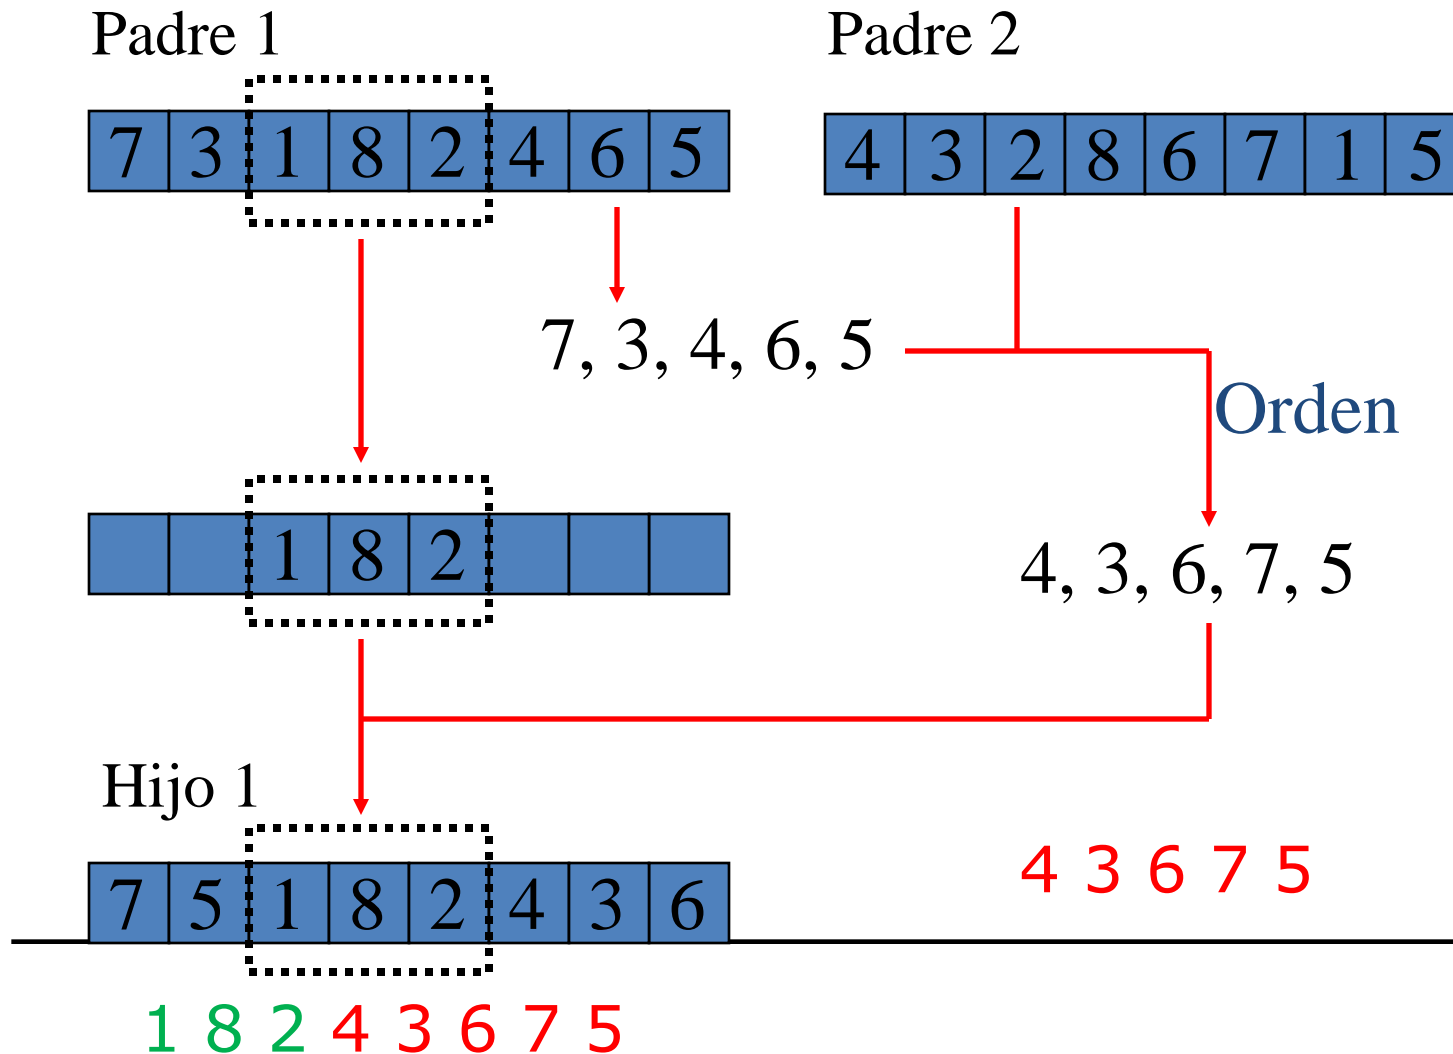 Padre 1
Padre 2
7 3 1 8 2 4 6 5
4 3 2 8 6 7 1 5
7, 3, 4, 6, 5
Orden
1 8 2
4, 3, 6, 7, 5
Hijo 1
7 5 1 8 2 4 3 6
4 3 6 7 5
1 8 2 4 3 6 7 5